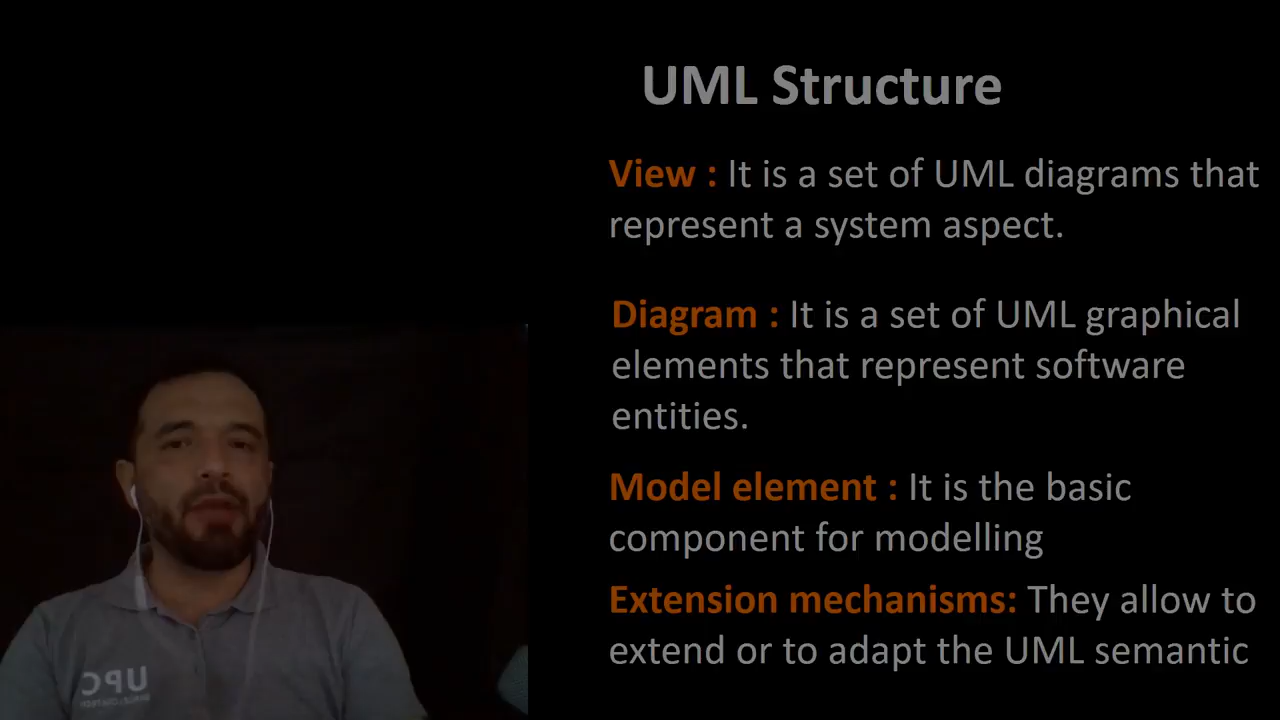 UML Structure
View : It is a set of UML diagrams that
represent a system aspect.
Diagram : It is a set of UML graphical
elements that represent software
entities.
Model element : It is the basic
component for modelling
Extension mechanisms: They allow to
extend or to adapt the UML semantic
UPC